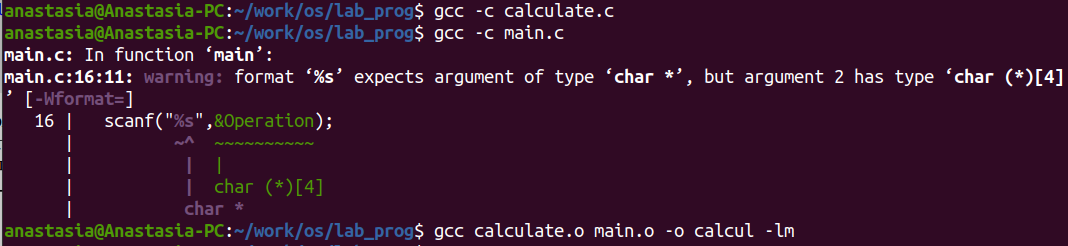 anastasia@Anastasia-PC:~/work/os/lab_prog$ gcc -c calculate.c
anastasia@Anastasia-PC:~/work/os/lab_prog$ gcc -c main.c
main.c: In function ‘main’:
main.c:16:11: warning: format ‘%s’ expects argument of type ‘char *’, but argument 2 has type ‘char (*)[4]
’ [-Wformat=]
   16 |   scanf("%s",&Operation);
      |          ~^  ~~~~~~~~~~
      |           |  |
      |           |  char (*)[4]
      |           char *
anastasia@Anastasia-PC:~/work/os/lab_prog$ gcc calculate.o main.o -o calcul -lm